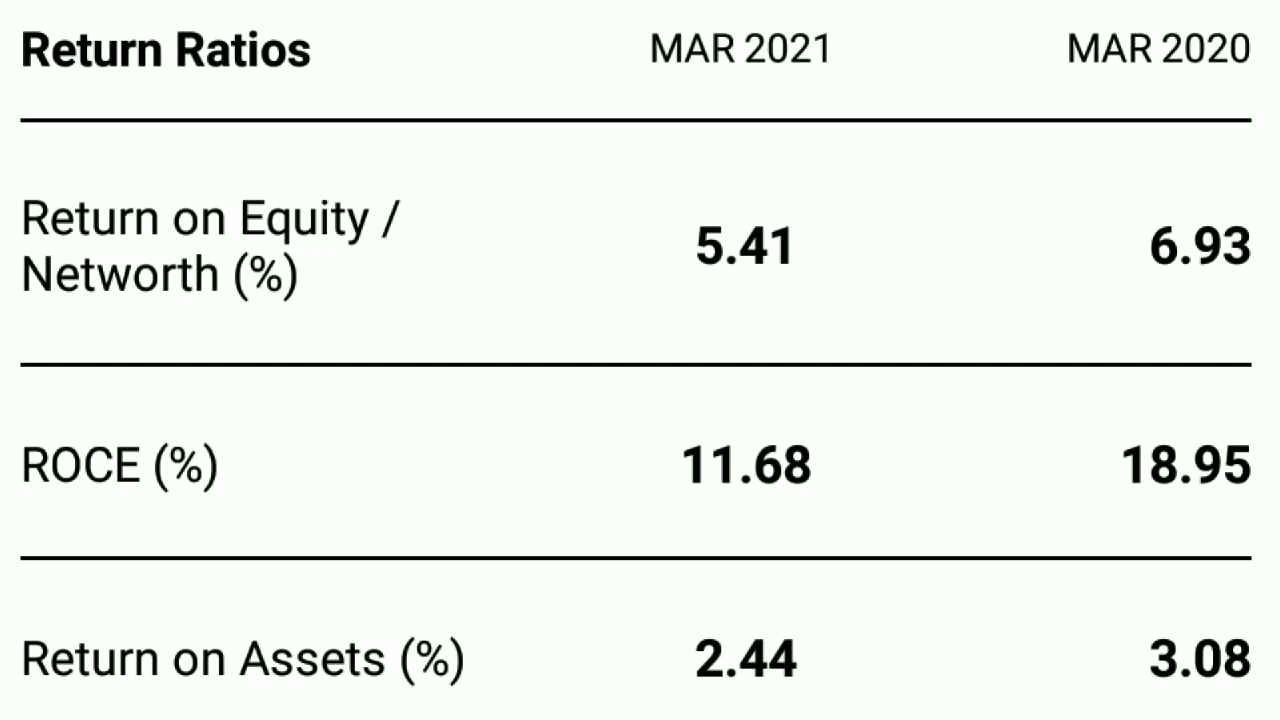 Return Ratios MAR 2021 MAR 2020
Return on Equity /
Networth (%) 5.41 6.93
ROCE (%) 11.68 18.95
Return on Assets (%) 2.44 3.08